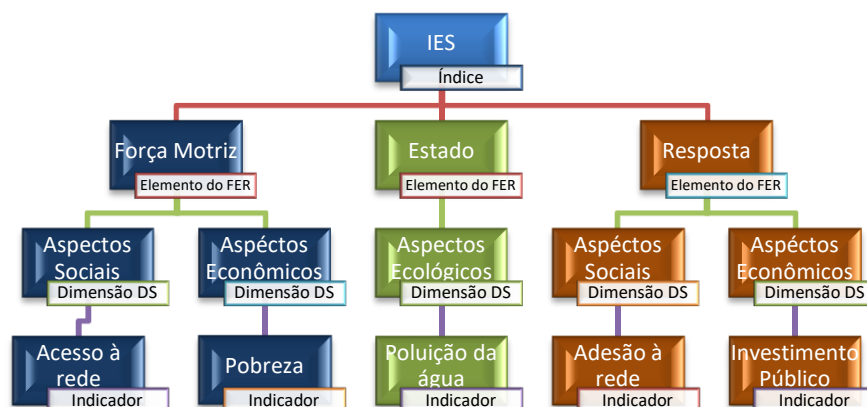 IES
Índice
Força Motriz
Elemento do FER
Estado
Elemento do FER
Resposta
Elemento do FER
Aspectos
Sociais
Dimensão DS
Aspéctos
Econômicos
Dimensão DS
Aspectos
Ecológicos
Dimensão DS
Aspéctos
Sociais
Dimensão DS
Aspéctos
Econômicos
Dimensão DS
Acesso à
rede
Indicador
Pobreza
Indicador
Poluição da
água
Indicador
Adesão à
rede
Indicador
Investimento
Público
Indicador